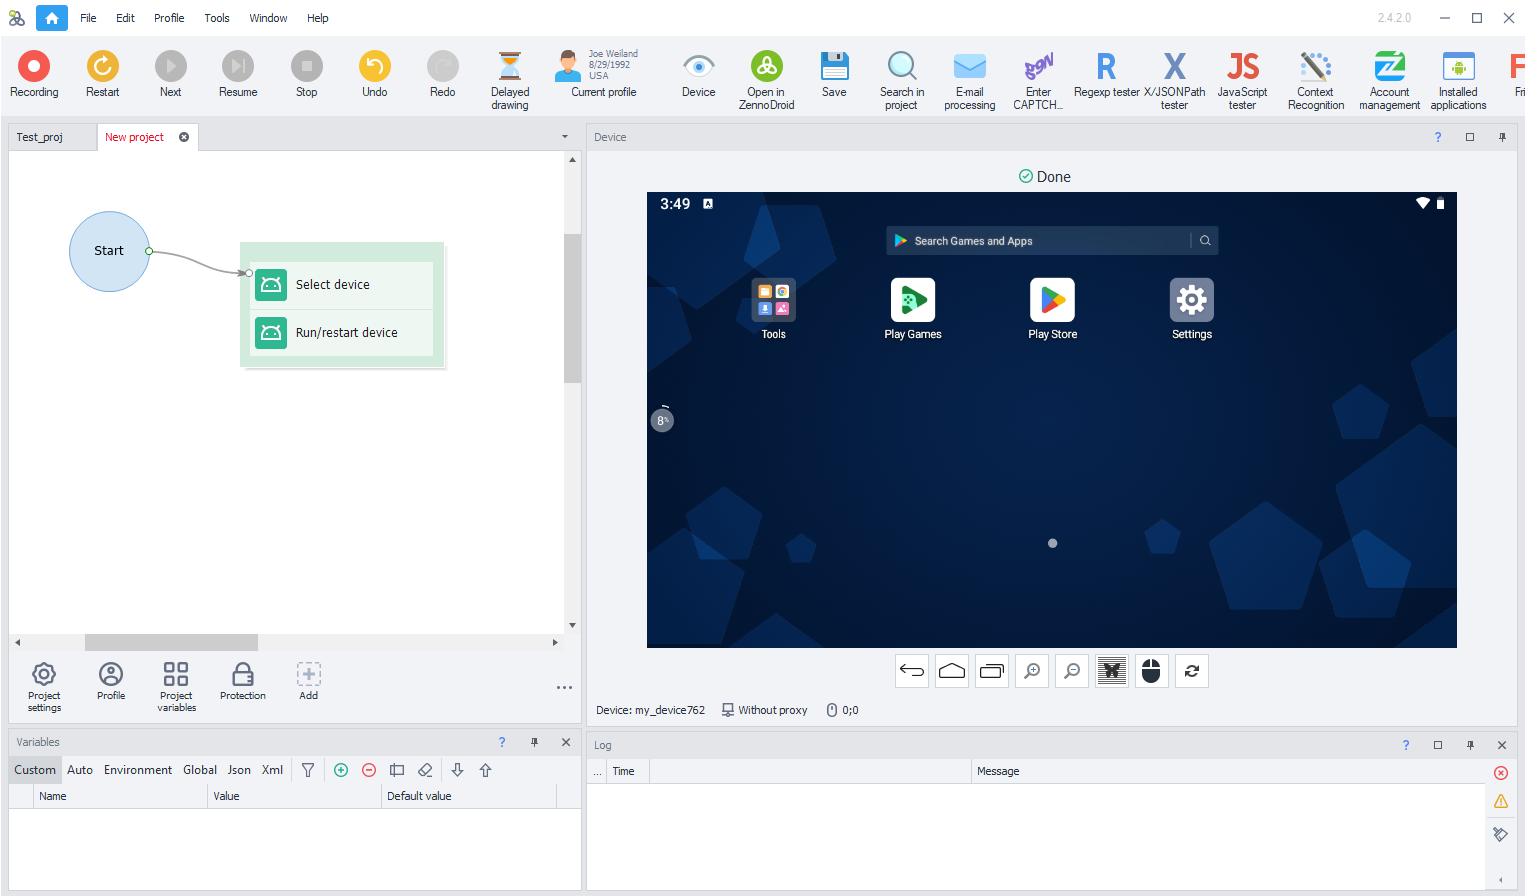 File Edit Profile Tools Window Help 2.4.2.0
Recording Restart Next Resume Stop Undo Redo Delayed drawing
Joe Weiland
8/29/1992
USA
Current profile
Device Open in ZennoDroid Save Search in project E-mail processing Enter CAPTCH... Regexp tester X/JSONPath tester JavaScript tester Context Recognition Account management Installed applications Fri
Test_proj New project
Start
Select device
Run/restart device
Project settings Profile Project variables Protection Add
Device ?
Done
3:49 A
Search Games and Apps
Tools Play Games Play Store Settings
8%
Device: my_device762 Without proxy 0;0
Variables ?
Custom Auto Environment Global Json Xml
Name Value Default value
Log ?
... Time Message